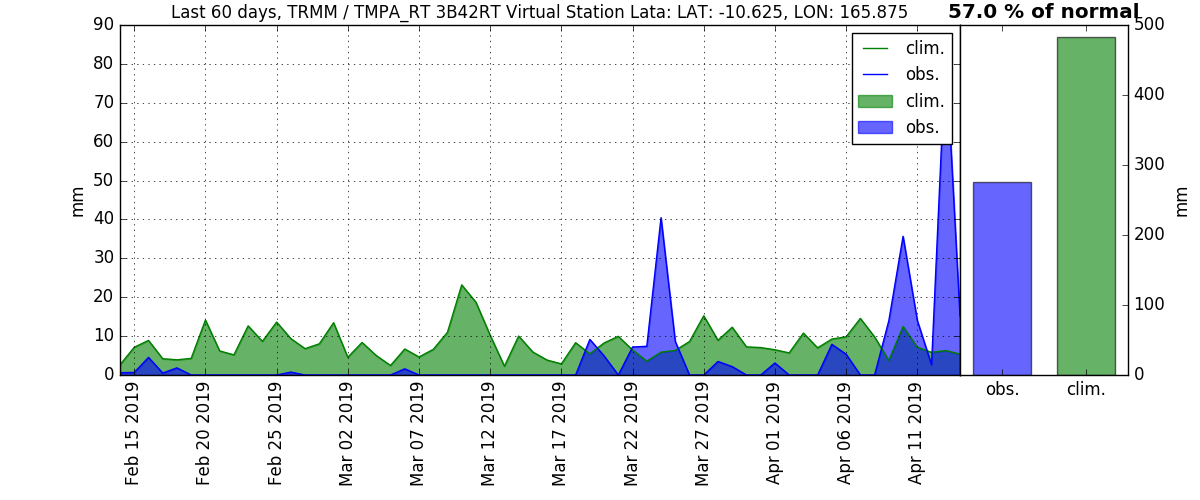 Last 60 days, TRMM / TMPA_RT 3B42RT Virtual Station Lata: LAT: -10.625, LON: 165.875
57.0 % of normal
90
80
70
60
50
40
30
20
10
0
mm
clim.
obs.
clim.
obs.
Feb 15 2019
Feb 20 2019
Feb 25 2019
Mar 02 2019
Mar 07 2019
Mar 12 2019
Mar 17 2019
Mar 22 2019
Mar 27 2019
Apr 01 2019
Apr 06 2019
Apr 11 2019
500
400
300
200
100
0
mm
obs.
clim.